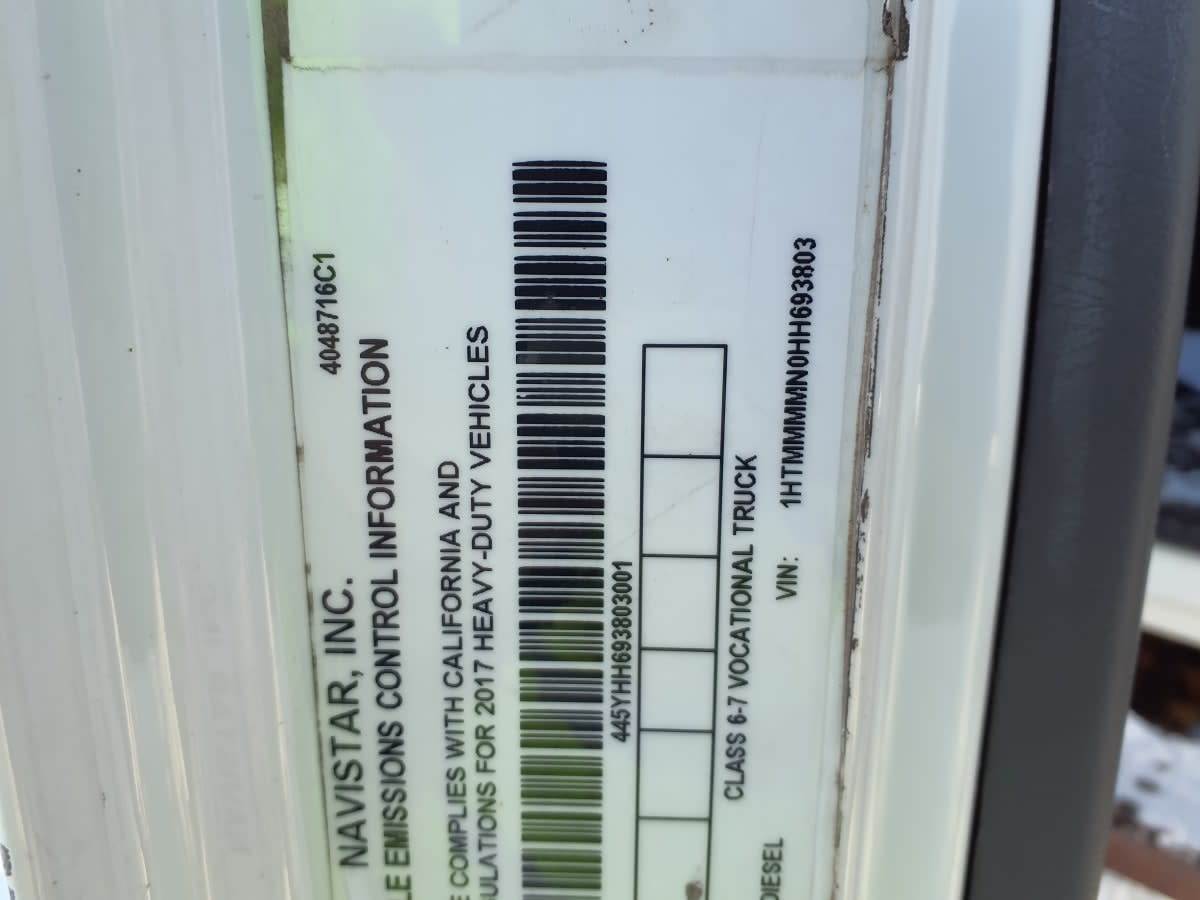 4048716C1
NAVISTAR, INC.
LE EMISSIONS CONTROL INFORMATION
E COMPLIES WITH CALIFORNIA AND
ULATIONS FOR 2017 HEAVY-DUTY VEHICLES
445YHH693803001
CLASS 6-7 VOCATIONAL TRUCK
DIESEL VIN: 1HTMMMMN0HH693803